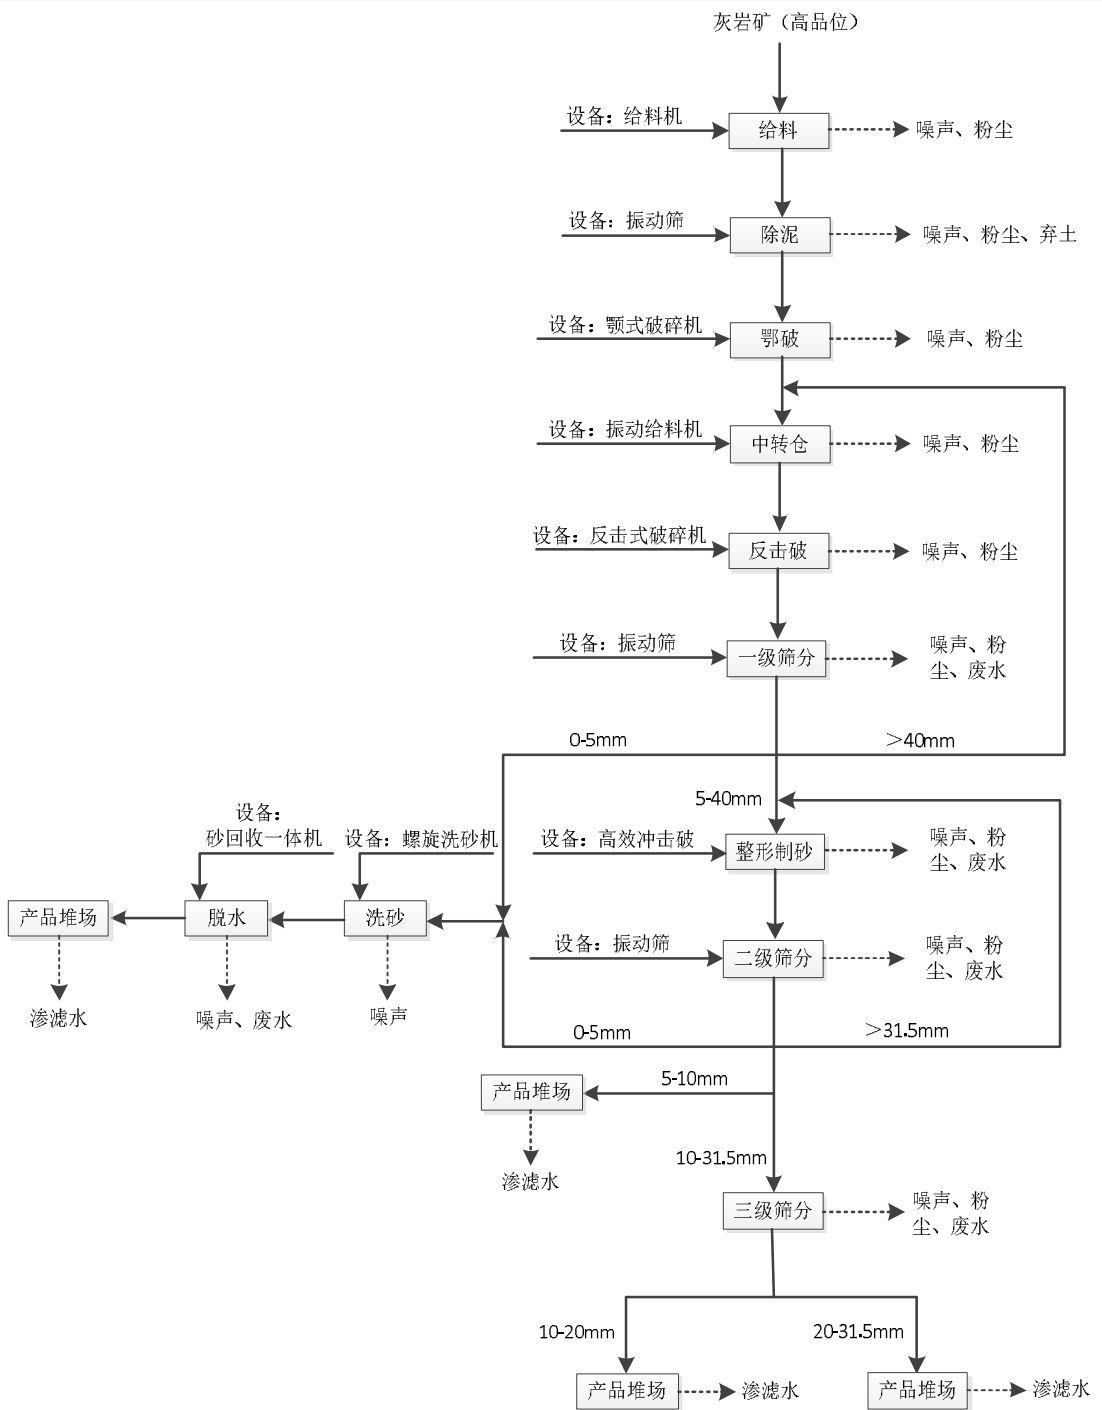 灰岩矿（高品位）
设备：给料机
给料
噪声、粉尘
设备：振动筛
除泥
噪声、粉尘、弃土
设备：颚式破碎机
鄂破
噪声、粉尘
设备：振动给料机
中转仓
噪声、粉尘
设备：反击式破碎机
反击破
噪声、粉尘
设备：振动筛
一级筛分
噪声、粉
尘、废水
0-5mm
＞40mm
5-40mm
设备：
砂回收一体机
设备：螺旋洗砂机
设备：高效冲击破
整形制砂
噪声、粉
尘、废水
产品堆场
脱水
洗砂
设备：振动筛
二级筛分
噪声、粉
尘、废水
渗滤水
噪声、废水
噪声
0-5mm
＞31.5mm
5-10mm
产品堆场
渗滤水
10-31.5mm
三级筛分
噪声、粉
尘、废水
10-20mm
20-31.5mm
产品堆场
渗滤水
产品堆场
渗滤水